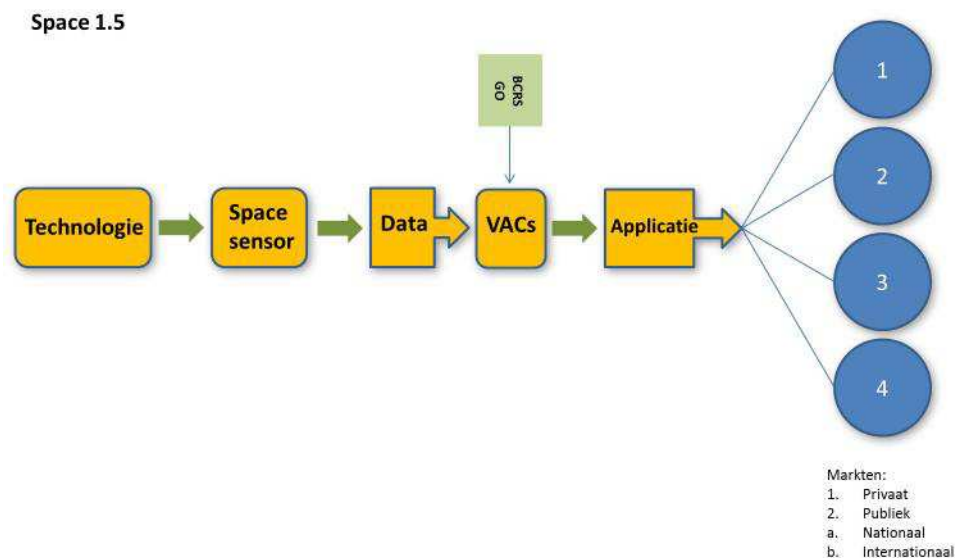 Space 1.5
BCRS
GO
Technologie
Space
sensor
Data
VACs
Applicatie
1
2
3
4
Markten:
1. Privaat
2. Publiek
a. Nationaal
b. Internationaal